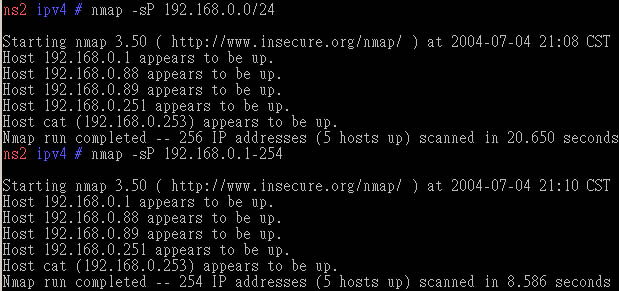 ns2 ipv4 # nmap -sP 192.168.0.0/24
Starting nmap 3.50 ( http://www.insecure.org/nmap/ ) at 2004-07-04 21:08 CST
Host 192.168.0.1 appears to be up.
Host 192.168.0.88 appears to be up.
Host 192.168.0.89 appears to be up.
Host 192.168.0.251 appears to be up.
Host cat (192.168.0.253) appears to be up.
Nmap run completed -- 256 IP addresses (5 hosts up) scanned in 20.650 seconds
ns2 ipv4 # nmap -sP 192.168.0.1-254
Starting nmap 3.50 ( http://www.insecure.org/nmap/ ) at 2004-07-04 21:10 CST
Host 192.168.0.1 appears to be up.
Host 192.168.0.88 appears to be up.
Host 192.168.0.89 appears to be up.
Host 192.168.0.251 appears to be up.
Host cat (192.168.0.253) appears to be up.
Nmap run completed -- 254 IP addresses (5 hosts up) scanned in 8.586 seconds